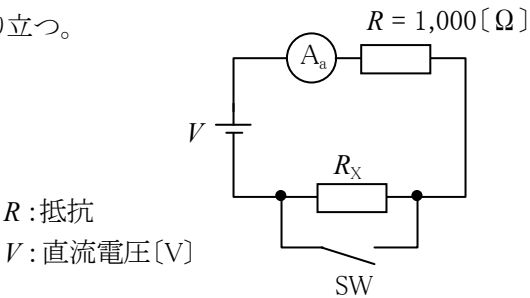 り立つ。
R = 1,000〔Ω〕
Aa
V
RX
R：抵抗
V：直流電圧〔V〕
SW